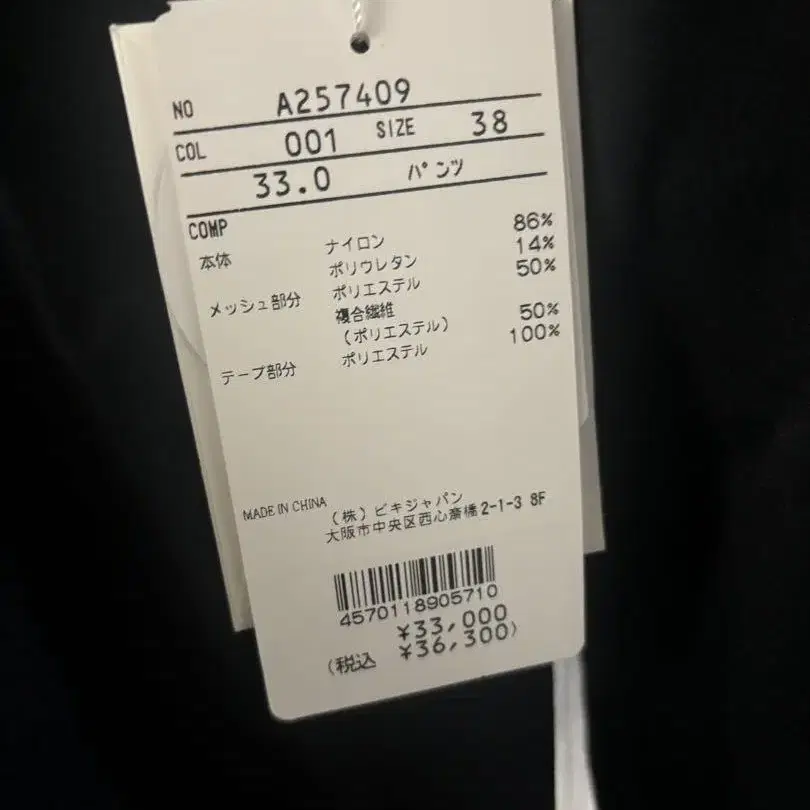 NO A257409
COL 001 SIZE 38
33.0 パンツ
COMP
本体 ナイロン 86%
ポリウレタン 14%
メッシュ部分 ポリエステル 50%
複合繊維
(ポリエステル) 50%
テープ部分 ポリエステル 100%
MADE IN CHINA (株)ビキジャパン
大阪市中央区西心斎橋2-1-3 8F
4570118905710
¥33,000
(税込 ¥36,300)